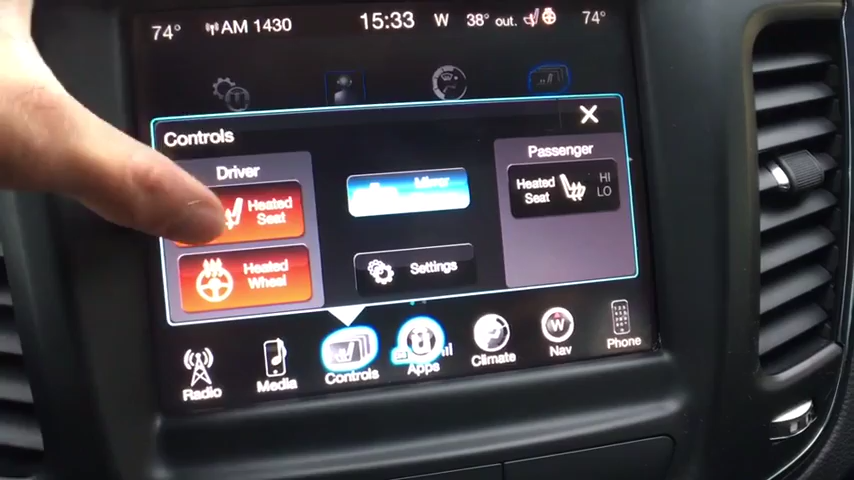 74° AM 1430 15:33 W 38° out. 74°
Controls
Driver
Heated
Seat
Heated
Wheel
Mirror
Settings
Passenger
Heated
Seat
HI
LO
Radio
Media
Controls
Apps
Climate
W
Nav
Phone